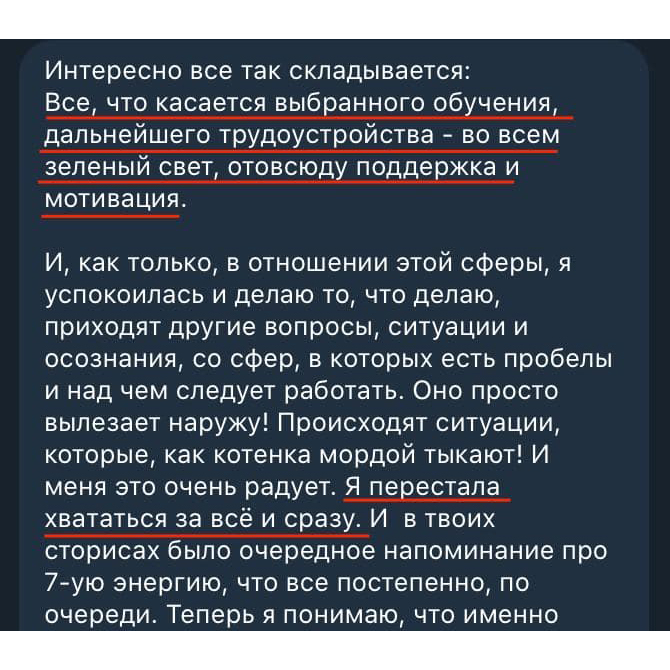 Интересно все так складывается:
Все, что касается выбранного обучения,
дальнейшего трудоустройства - во всем
зеленый свет, отовсюду поддержка и
мотивация.
И, как только, в отношении этой сферы, я
успокоилась и делаю то, что делаю,
приходят другие вопросы, ситуации и
осознания, со сфер, в которых есть пробелы
и над чем следует работать. Оно просто
вылезает наружу! Происходят ситуации,
которые, как котенка мордой тыкают! И
меня это очень радует. Я перестала
хвататься за всё и сразу. И  в твоих
сторисах было очередное напоминание про
7-ую энергию, что все постепенно, по
очереди. Теперь я понимаю, что именно